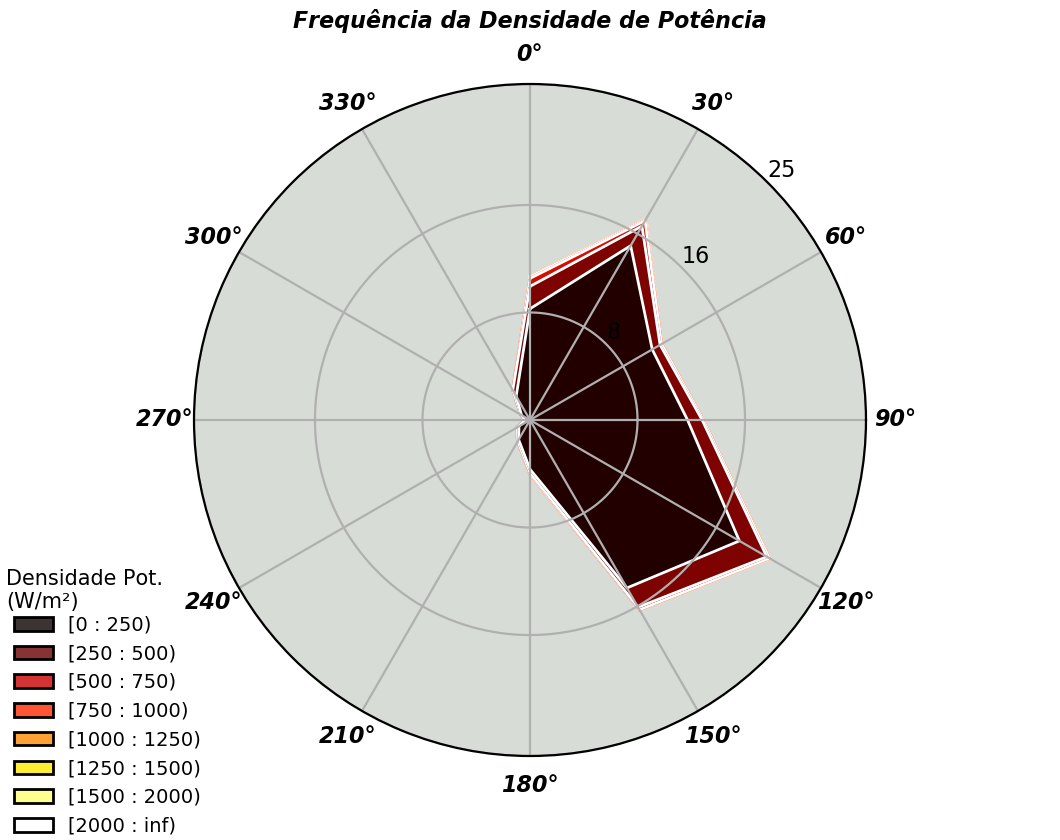 Frequência da Densidade de Potência
0°
330°
30°
25
300°
60°
16
8
270°
90°
240°
120°
210°
150°
180°
Densidade Pot.
(W/m²)
[0 : 250)
[250 : 500)
[500 : 750)
[750 : 1000)
[1000 : 1250)
[1250 : 1500)
[1500 : 2000)
[2000 : inf)